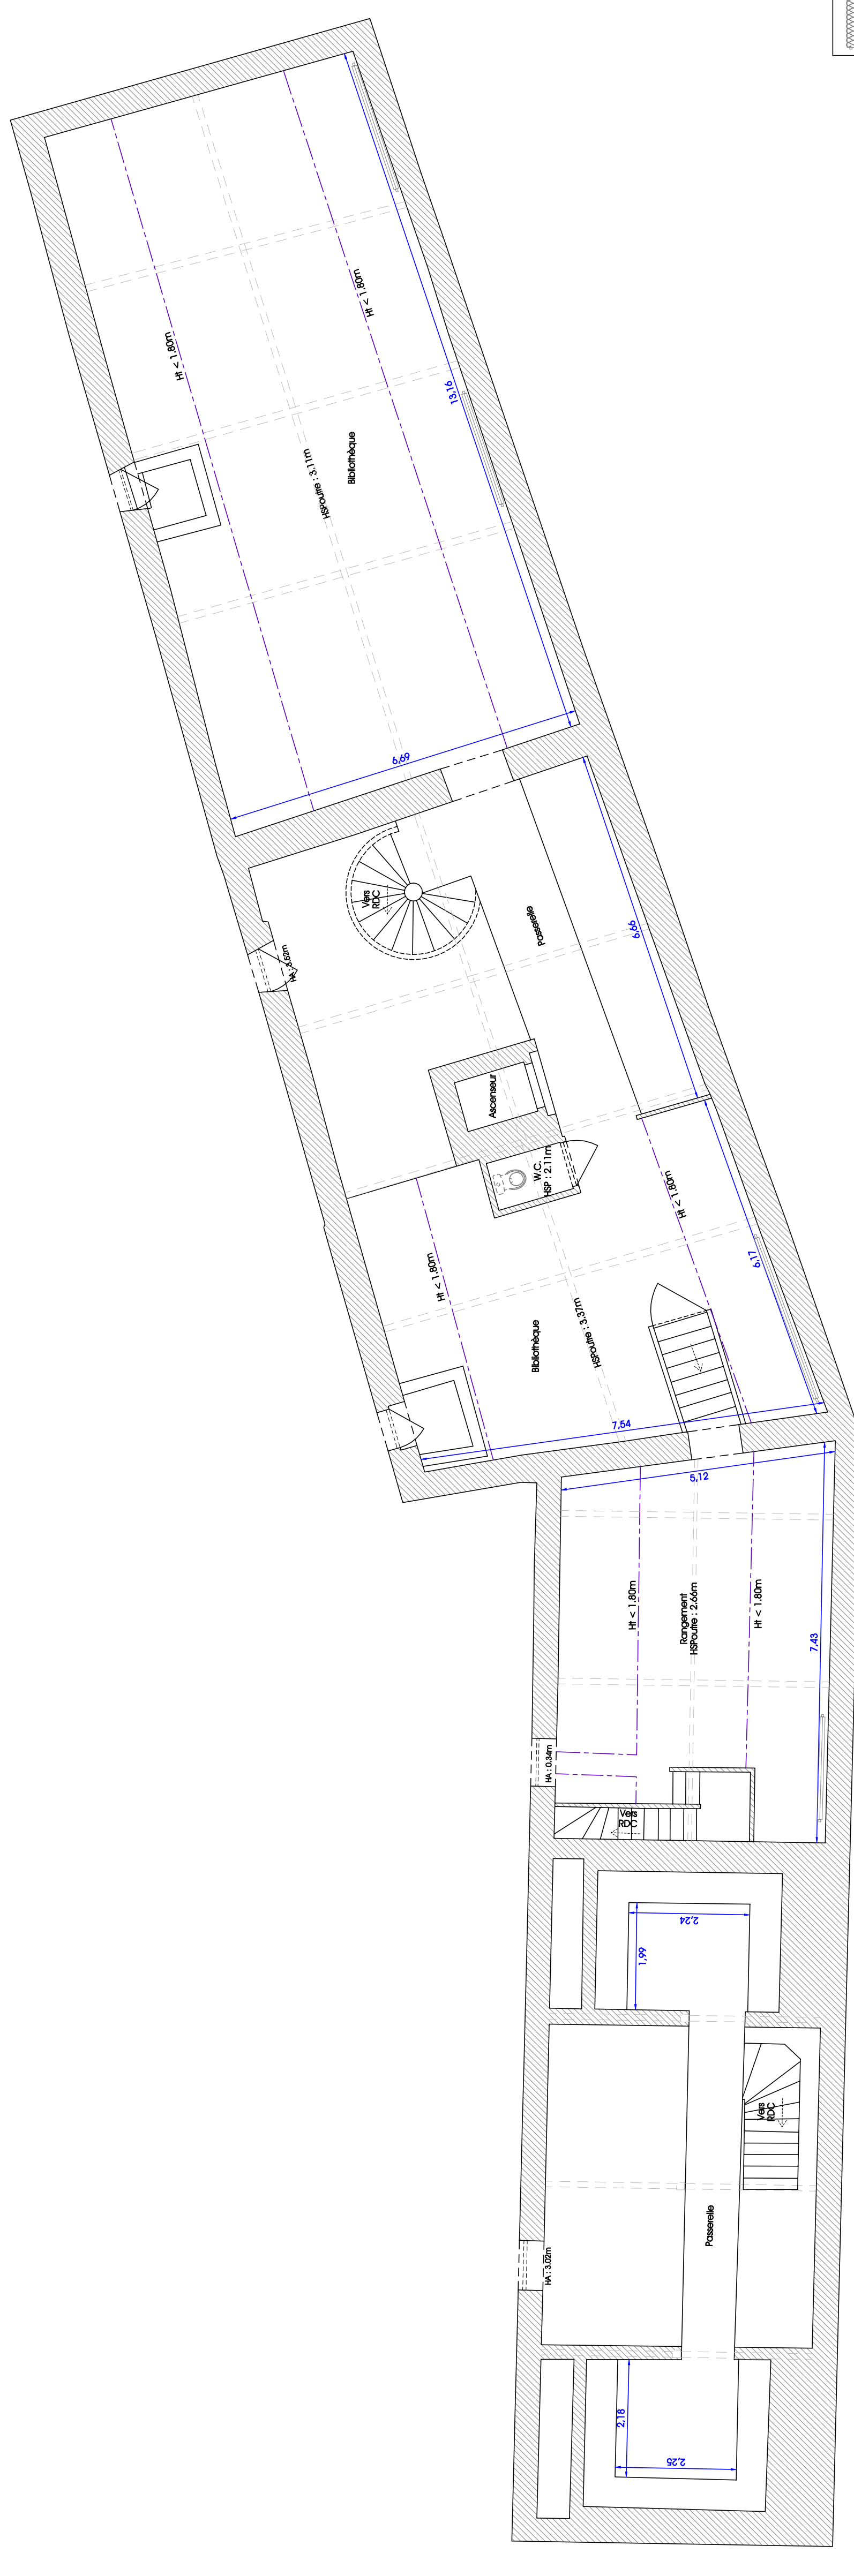 Ht < 1.80m
Ht < 1.80m
13,16
HSPoutre : 3.11m
Bibliothèque
6,69
Vers
RDC
Passerelle
6,66
HA : 3.62m
Ascenseur
W.C.
HSP : 2.11m
Ht < 1.80m
Ht < 1.80m
6,17
Bibliothèque
HSPoutre : 3.37m
7,54
5,12
Ht < 1.80m
Rangement
HSPoutre : 2.66m
Ht < 1.80m
7,43
HA : 0.34m
Vers
RDC
2,24
1,99
Vers
RDC
Passerelle
HA : 3.02m
2,18
2,25